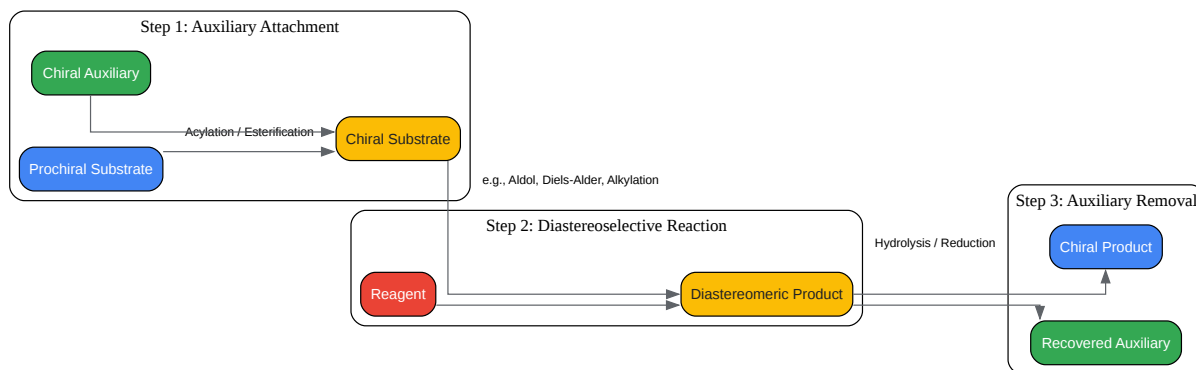 Step 1: Auxiliary Attachment
Chiral Auxiliary
Acylation / Esterification
Chiral Substrate
Prochiral Substrate
e.g., Aldol, Diels-Alder, Alkylation
Step 2: Diastereoselective Reaction
Reagent
Diastereomeric Product
Hydrolysis / Reduction
Step 3: Auxiliary Removal
Chiral Product
Recovered Auxiliary